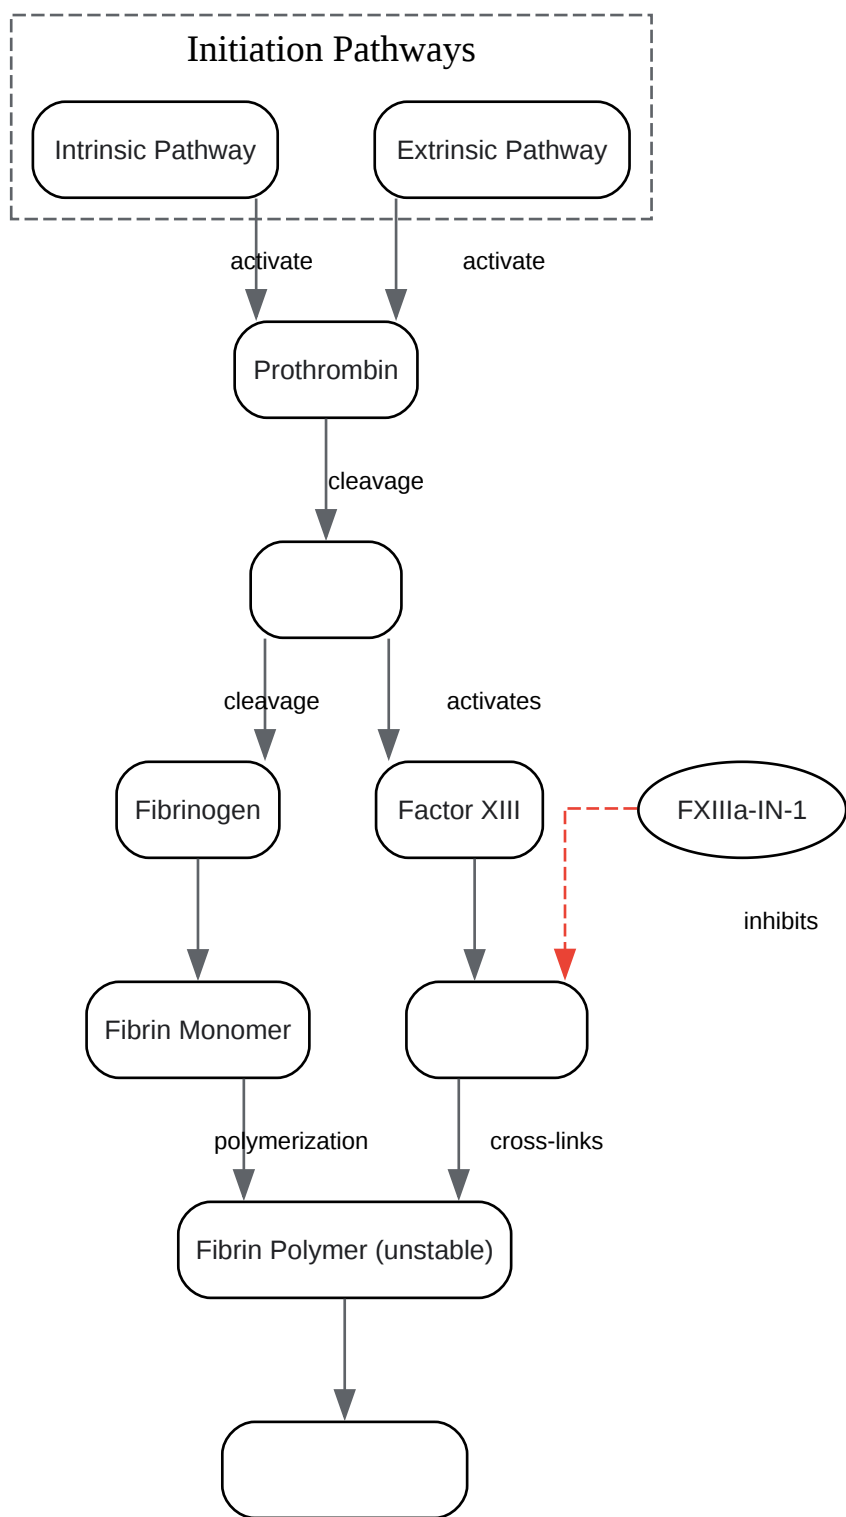 Initiation Pathways
Intrinsic Pathway
Extrinsic Pathway
activate
activate
Prothrombin
cleavage
cleavage
activates
Fibrinogen
Factor XIII
FXIIIa-IN-1
inhibits
Fibrin Monomer
polymerization
cross-links
Fibrin Polymer (unstable)